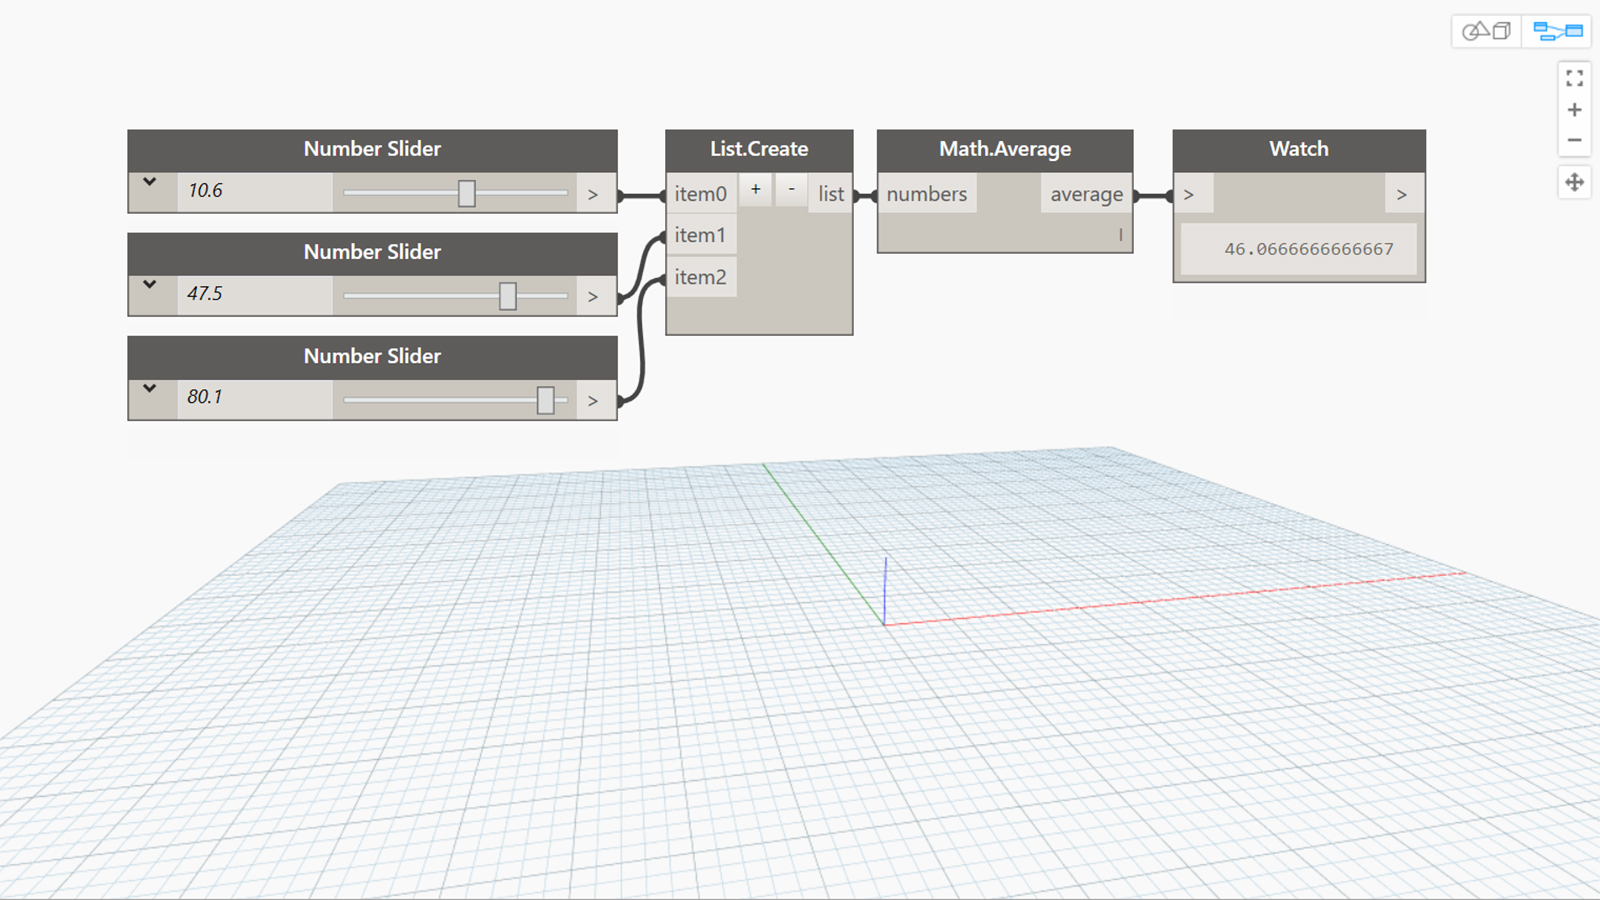 Number Slider
10.6
>
Number Slider
47.5
>
Number Slider
80.1
>
List.Create
item0 + - list
item1
item2
Math.Average
numbers average
l
Watch
> >
46.0666666666667
+
-